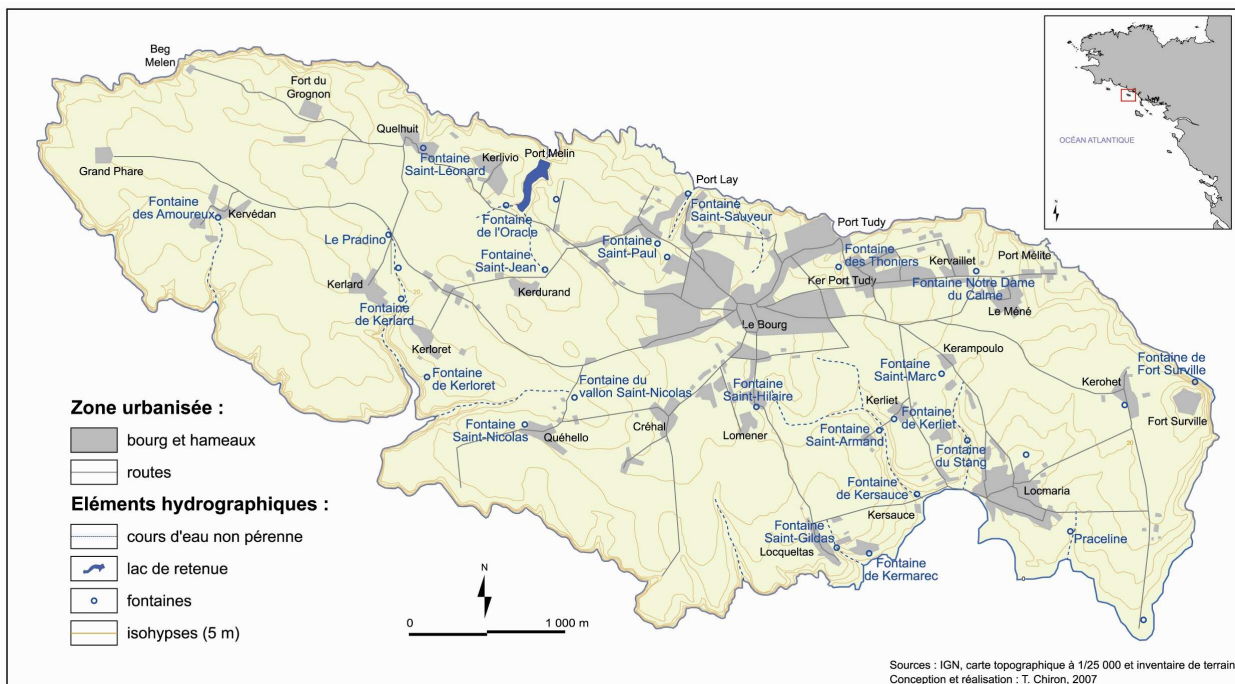 Beg
Melen
Fort du
Grognon
Quelhuit
Fontaine
Saint-Léonard
Kerlivio
Port Melin
Grand Phare
Fontaine
des Amoureux
Kervédan
Le Pradino
Fontaine
de l'Oracle
Fontaine
Saint-Jean
Kerdurand
Kerlard
Fontaine
de Kerlard
20
Kerloret
Fontaine
de Kerloret
Port Lay
Fontaine
Saint-Sauveur
Fontaine
Saint-Paul
Port Tudy
Fontaine
des Thoniers
Ker Port Tudy
Kervaillet
Port Mélite
Fontaine Notre Dame
du Calme
Le Méné
Le Bourg
Kerampoulo
Fontaine
Saint-Marc
Fontaine de
Fort Surville
Kerohet
Fort Surville
Fontaine du
vallon Saint-Nicolas
Fontaine
Saint-Hilaire
Kerliet
Fontaine
de Kerliet
Fontaine
Saint-Nicolas
Quéhello
Créhal
Lomener
Fontaine
Saint-Armand
Fontaine
du Stang
20
Locmaria
Fontaine
de Kersauce
Kersauce
Fontaine
Saint-Gildas
Locqueltas
Fontaine
de Kermarec
Praceline
0
OCÉAN ATLANTIQUE
N
Zone urbanisée :
bourg et hameaux
routes
Eléments hydrographiques :
cours d'eau non pérenne
lac de retenue
fontaines
isohypses (5 m)
N
0
1 000 m
Sources : IGN, carte topographique à 1/25 000 et inventaire de terrain
Conception et réalisation : T. Chiron, 2007